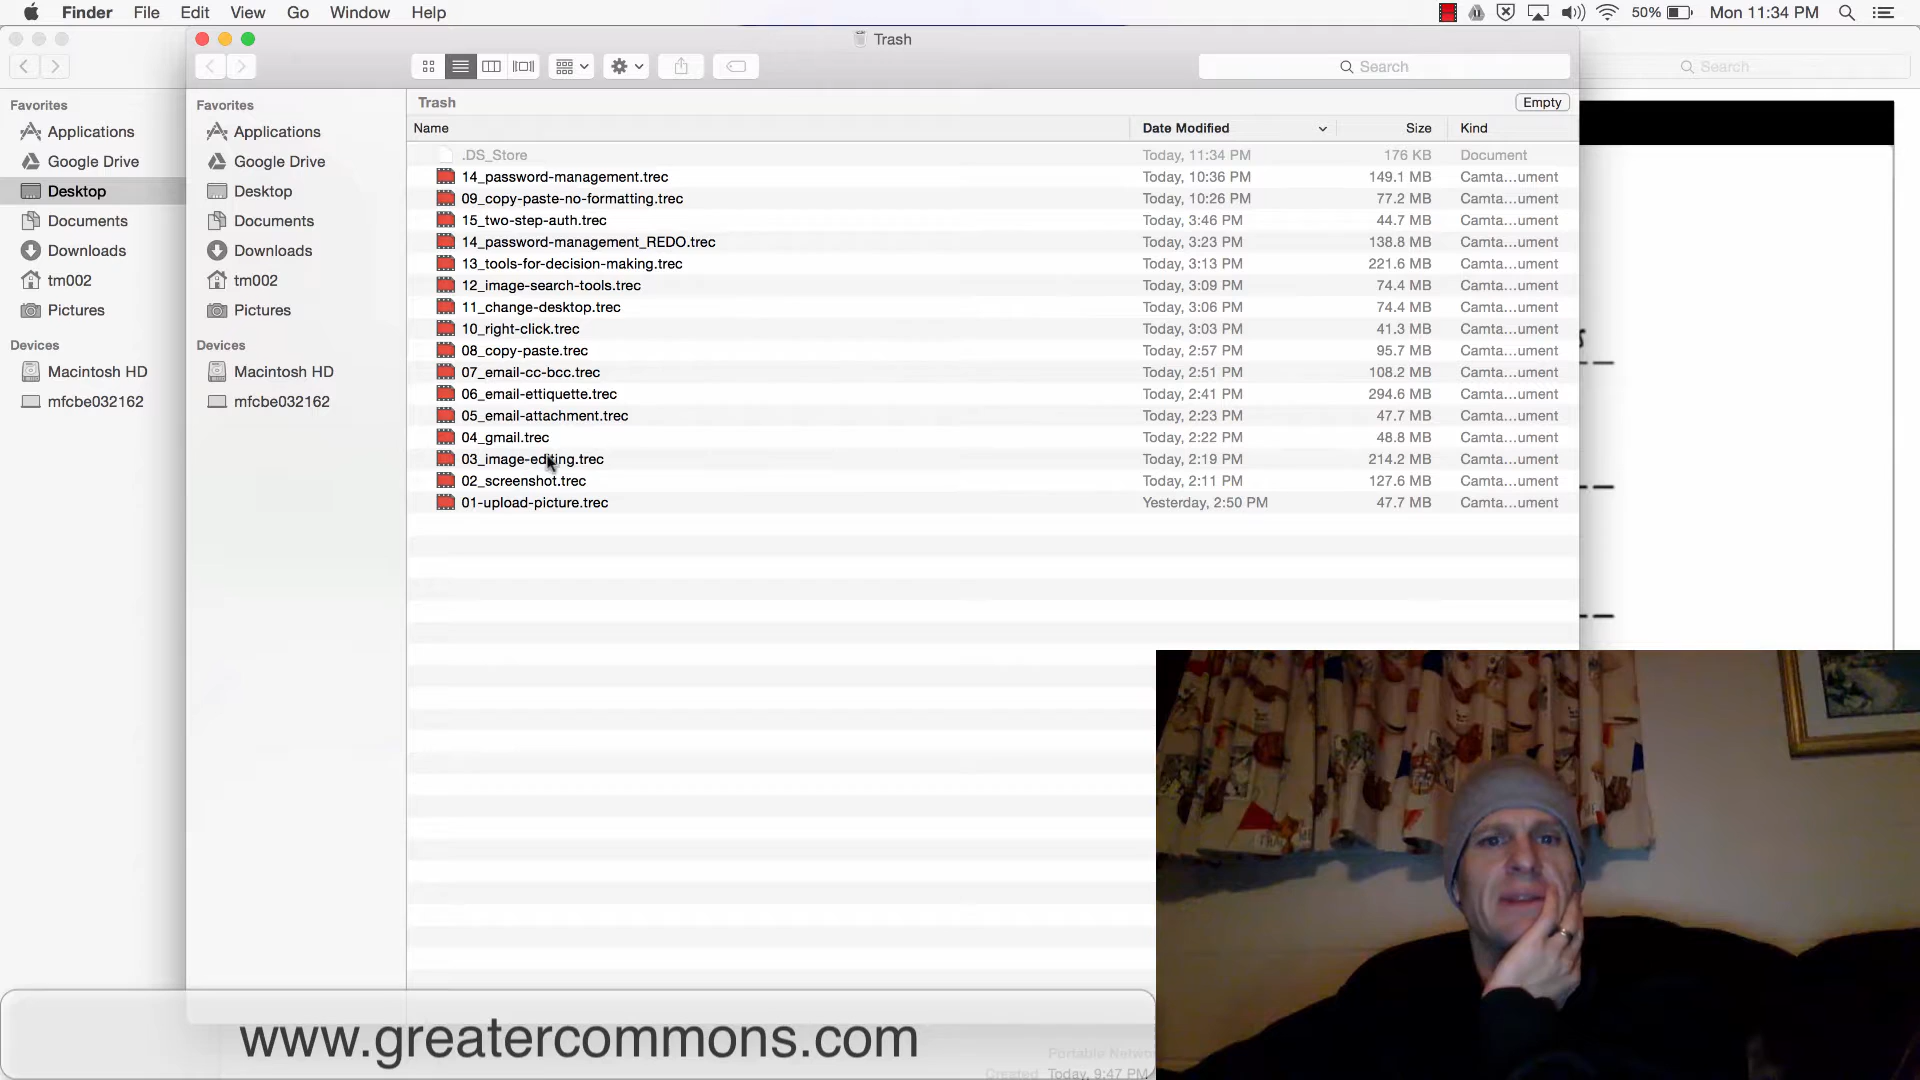 Finder File Edit View Go Window Help 50% Mon 11:34 PM
Trash
Search
Search
Favorites
Applications
Google Drive
Desktop
Documents
Downloads
tm002
Pictures
Devices
Macintosh HD
mfcbe032162
Favorites
Applications
Google Drive
Desktop
Documents
Downloads
tm002
Pictures
Devices
Macintosh HD
mfcbe032162
Trash Empty
Name Date Modified Size Kind
.DS_Store Today, 11:34 PM 176 KB Document
14_password-management.trec Today, 10:36 PM 149.1 MB Camta...ument
09_copy-paste-no-formatting.trec Today, 10:26 PM 77.2 MB Camta...ument
15_two-step-auth.trec Today, 3:46 PM 44.7 MB Camta...ument
14_password-management_REDO.trec Today, 3:23 PM 138.8 MB Camta...ument
13_tools-for-decision-making.trec Today, 3:13 PM 221.6 MB Camta...ument
12_image-search-tools.trec Today, 3:09 PM 74.4 MB Camta...ument
11_change-desktop.trec Today, 3:06 PM 74.4 MB Camta...ument
10_right-click.trec Today, 3:03 PM 41.3 MB Camta...ument
08_copy-paste.trec Today, 2:57 PM 95.7 MB Camta...ument
07_email-cc-bcc.trec Today, 2:51 PM 108.2 MB Camta...ument
06_email-ettiquette.trec Today, 2:41 PM 294.6 MB Camta...ument
05_email-attachment.trec Today, 2:23 PM 47.7 MB Camta...ument
04_gmail.trec Today, 2:22 PM 48.8 MB Camta...ument
03_image-editing.trec Today, 2:19 PM 214.2 MB Camta...ument
02_screenshot.trec Today, 2:11 PM 127.6 MB Camta...ument
01-upload-picture.trec Yesterday, 2:50 PM 47.7 MB Camta...ument
www.greatercommons.com
Portable Netwo
Created Today, 9:47 PM